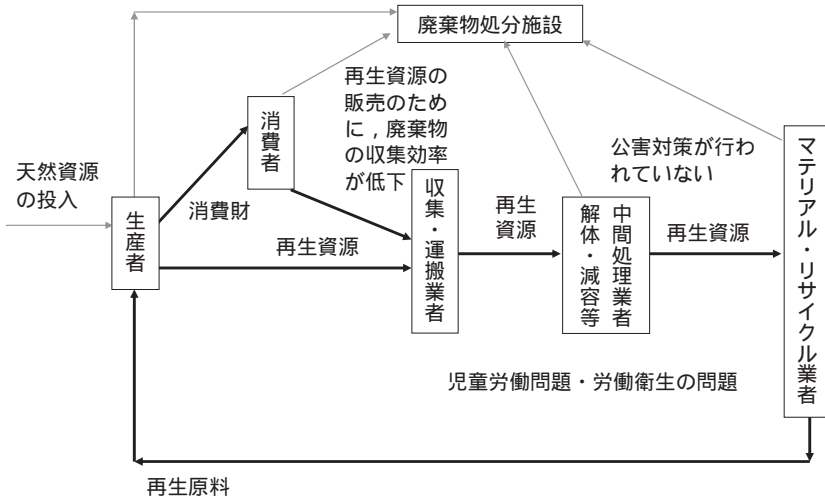 廃棄物処分施設
再生資源の
販売のために
，廃棄物
の収集効率
が低下
消費者
公害対策が行わ
れていない
マテリアル・リサイクル業者
天然資源
の投入
生産者
消費財
収集・運搬業者
再生
資源
中間処理業者
解体・減容等
再生資源
再生資源
児童労働問題・労働衛生の問題
再生原料